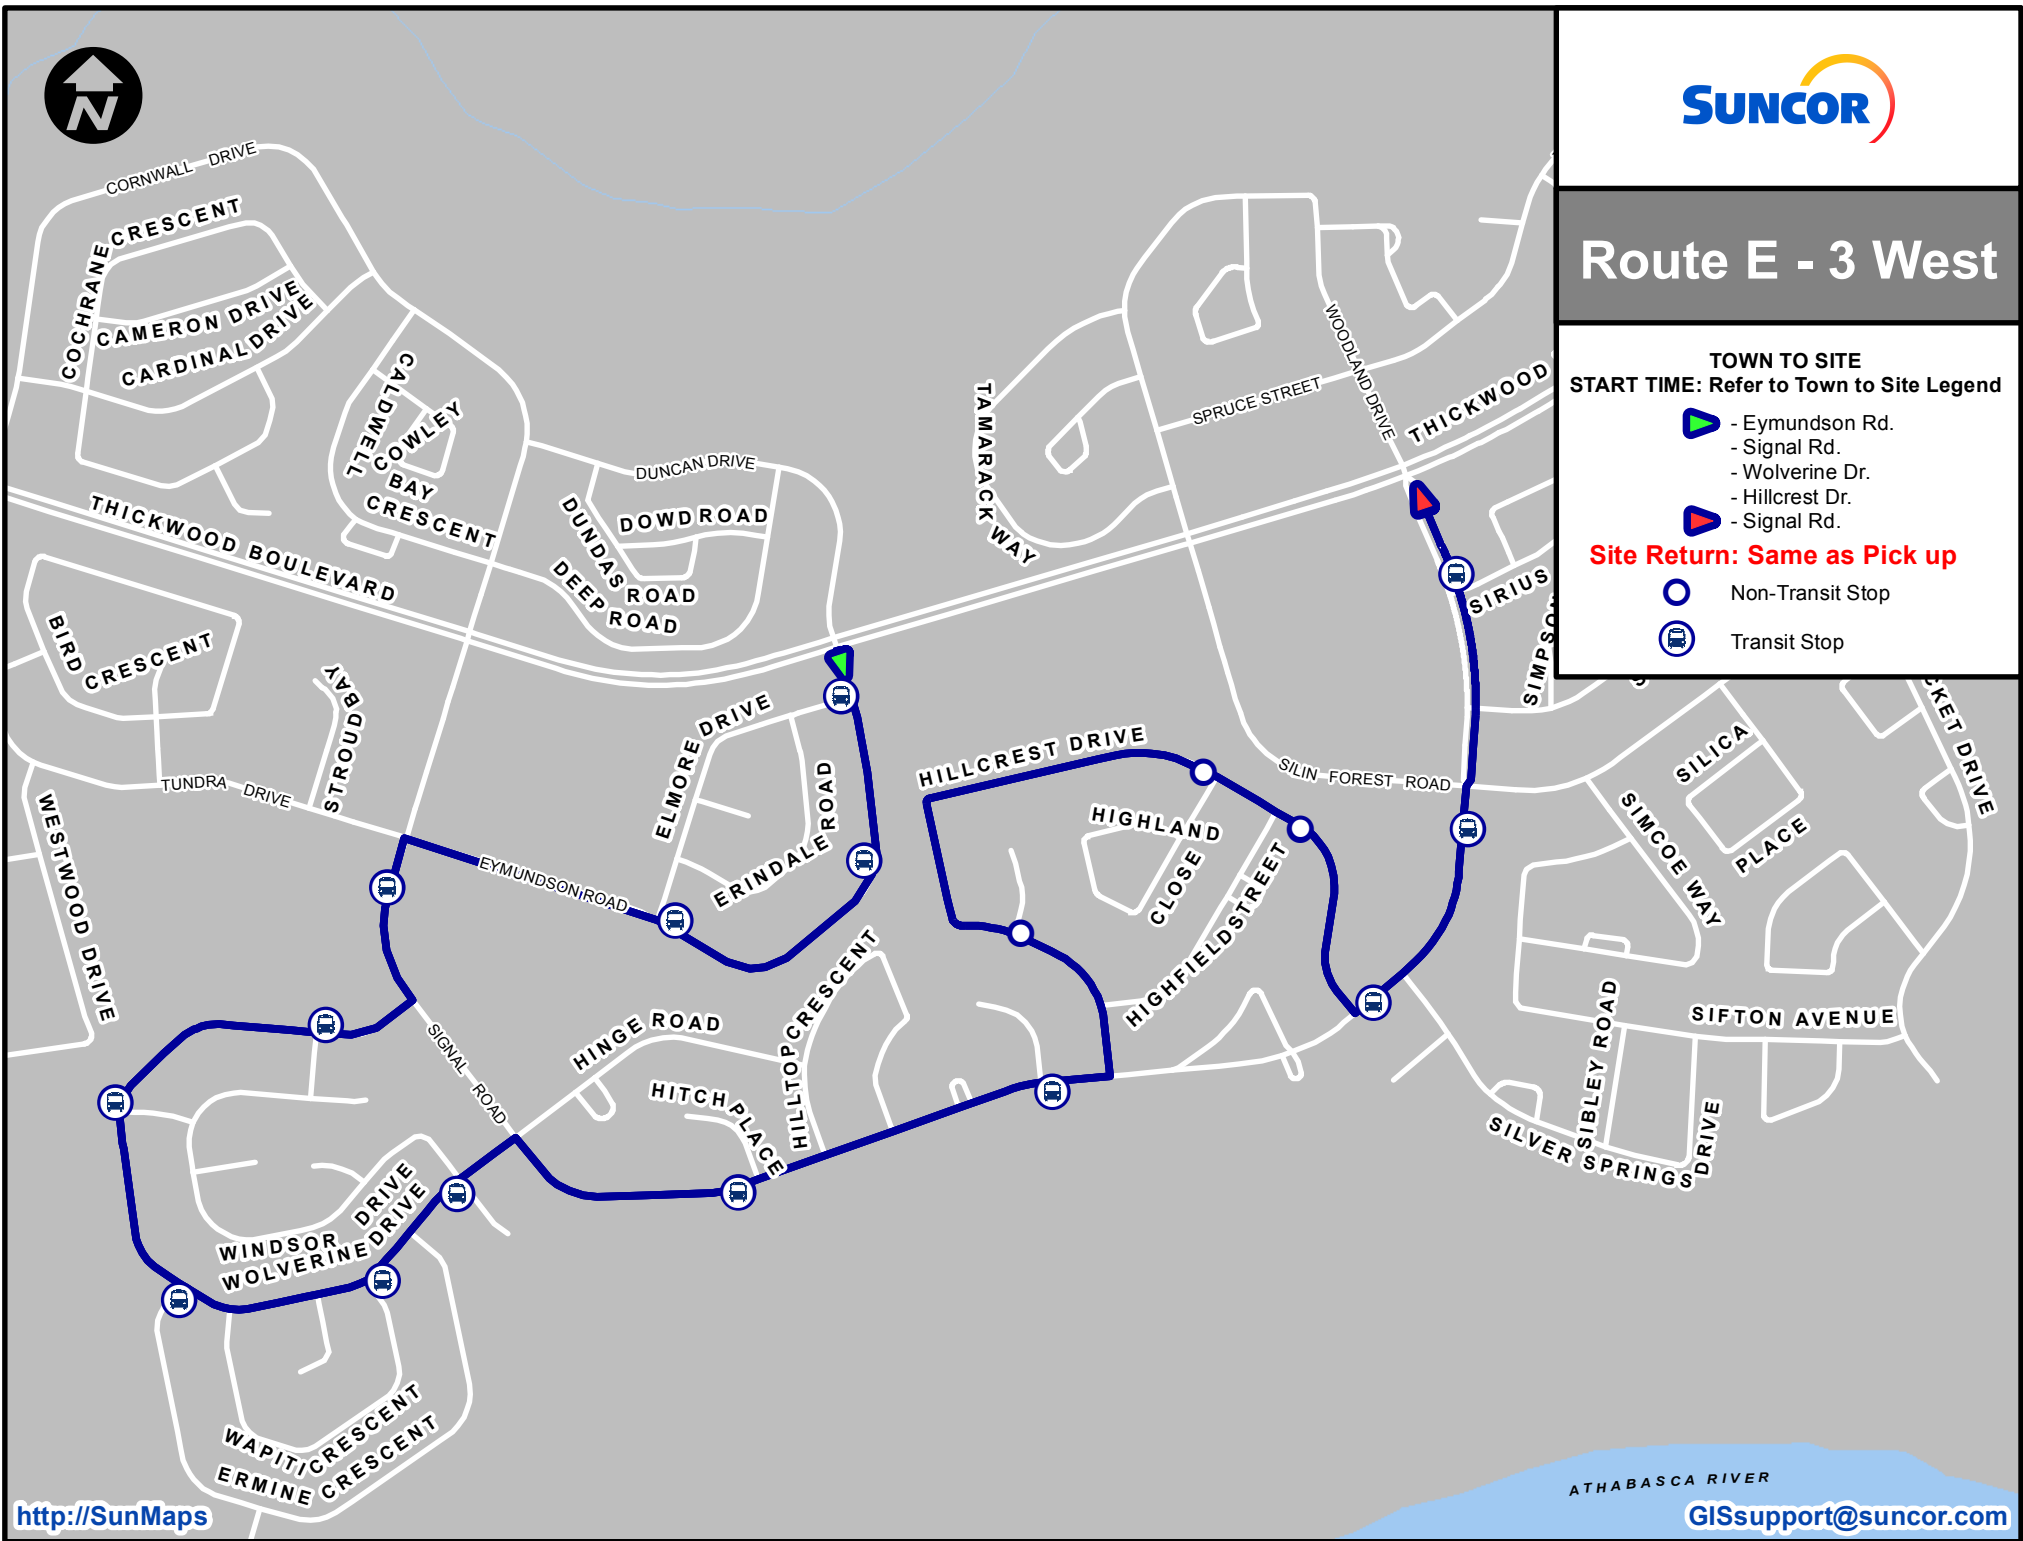 N
SUNCOR
Route E - 3 West
TOWN TO SITE
START TIME: Refer to Town to Site Legend
- Eymundson Rd.
- Signal Rd.
- Wolverine Dr.
- Hillcrest Dr.
- Signal Rd.
Site Return: Same as Pick up
Non-Transit Stop
Transit Stop
CORNWALL DRIVE
COCHRANE CRESCENT
CAMERON DRIVE
CARDINAL DRIVE
CALDWELL
CRESCENT
COWLEY
BAY
THICKWOOD BOULEVARD
DUNCAN DRIVE
DOWD ROAD
DUNDAS
ROAD
DEEP
ROAD
TAMARACK WAY
SPRUCE STREET
WOODLAND DRIVE
THICKWOOD
SIRIUS
SIMPSON
BIRD
CRESCENT
STROUD BAY
TUNDRA DRIVE
WESTWOOD DRIVE
ELMORE DRIVE
ERINDALE ROAD
EYMUNDSON ROAD
HILLCREST DRIVE
HIGHLAND
CLOSE
HIGHFIELD STREET
SILIN FOREST ROAD
SILICA
PLACE
SIMCOE WAY
CKET DRIVE
SIFTON AVENUE
SIBLEY ROAD
SILVER SPRINGS
DRIVE
SIGNAL ROAD
HINGE ROAD
HITCH PLACE
HILLTOP CRESCENT
WINDSOR
DRIVE
WOLVERINE DRIVE
WAPITI CRESCENT
ERMINE CRESCENT
ATHABASCA RIVER
http://SunMaps
GISsupport@suncor.com